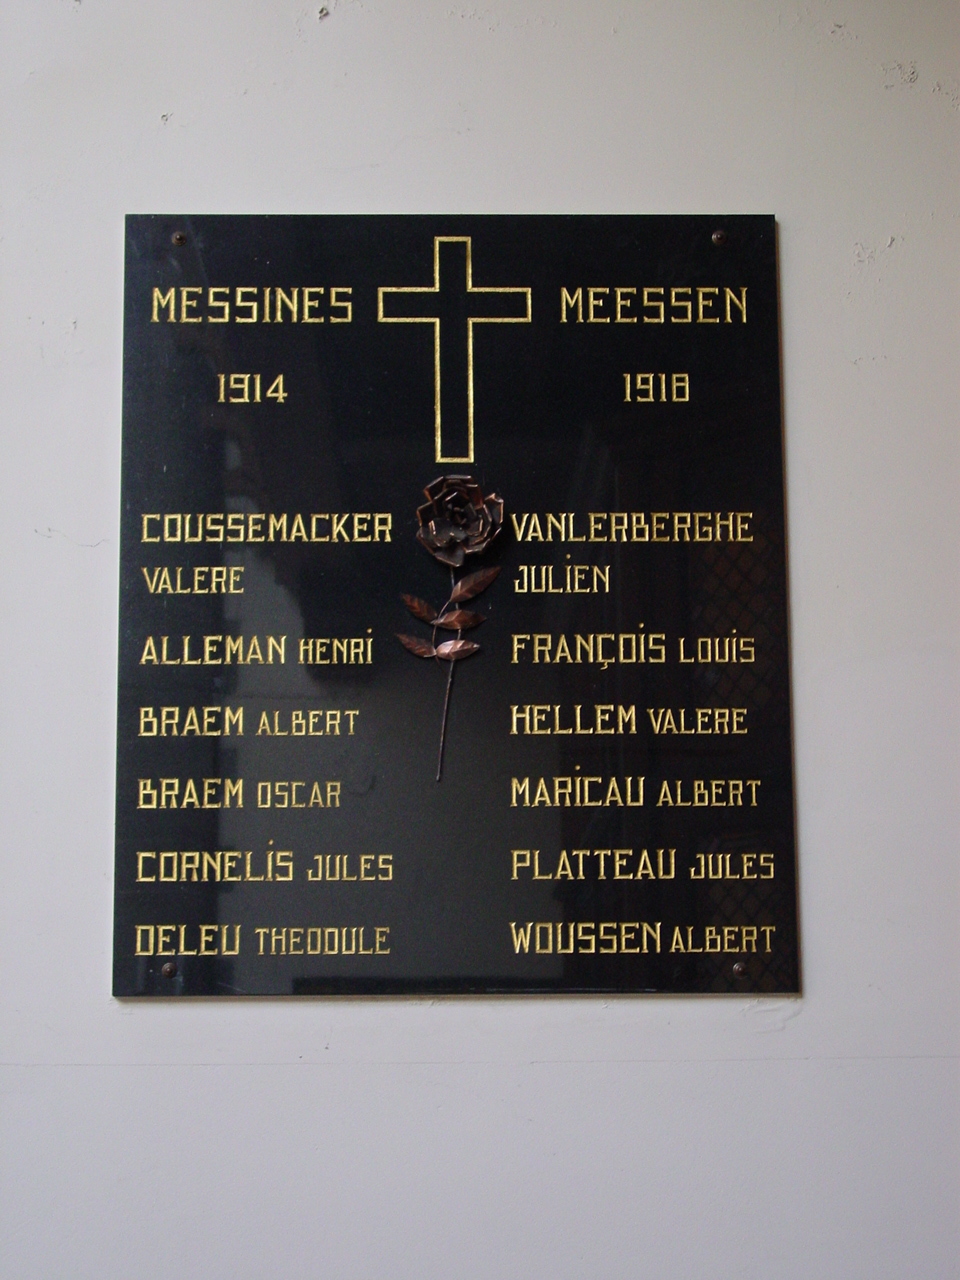 MESSINES MEESSEN
1914 1918
COUSSEMACKER
VALERE
ALLEMAN HENRI
BRAEM ALBERT
BRAEM OSCAR
CORNELIS JULES
DELEU THEODULE
VANLERBERGHE
JULIEN
FRANÇOIS LOUIS
HELLEM VALERE
MARICAU ALBERT
PLATTEAU JULES
WOUSSEN ALBERT